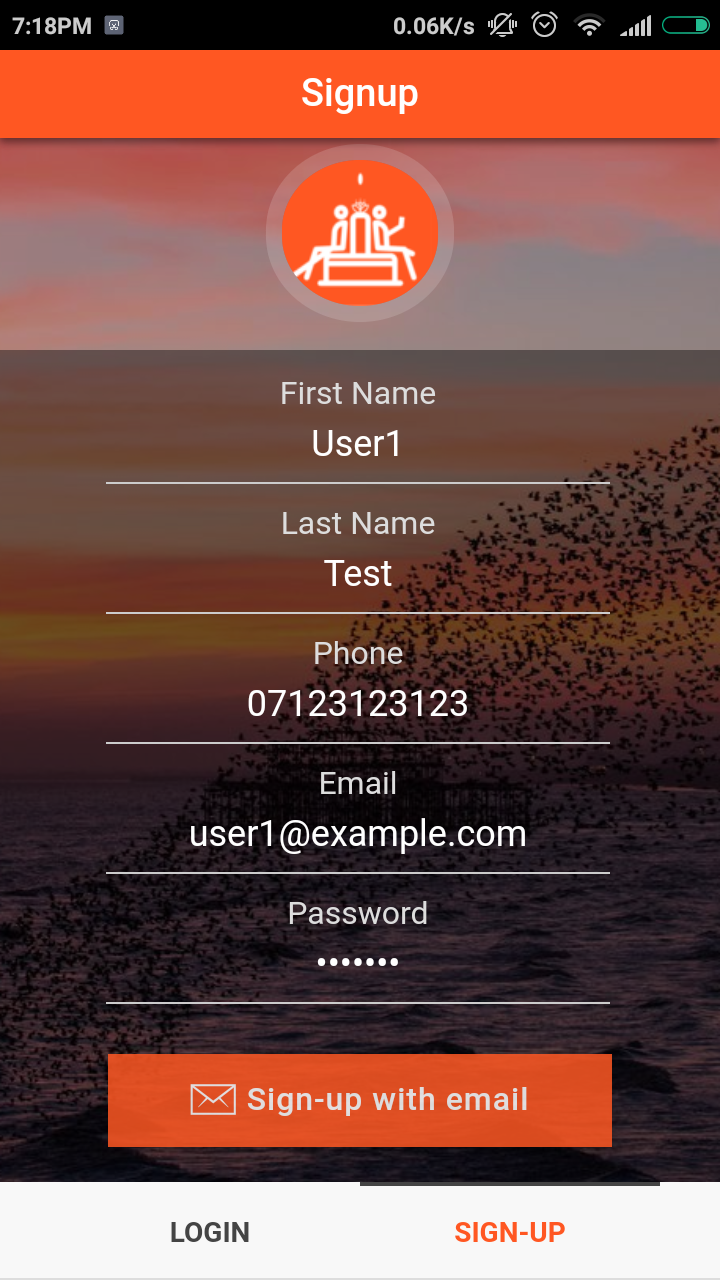 7:18PM
0.06K/s
Signup
First Name
User1
Last Name
Test
Phone
07123123123
Email
user1@example.com
Password
•••••••
Sign-up with email
LOGIN
SIGN-UP